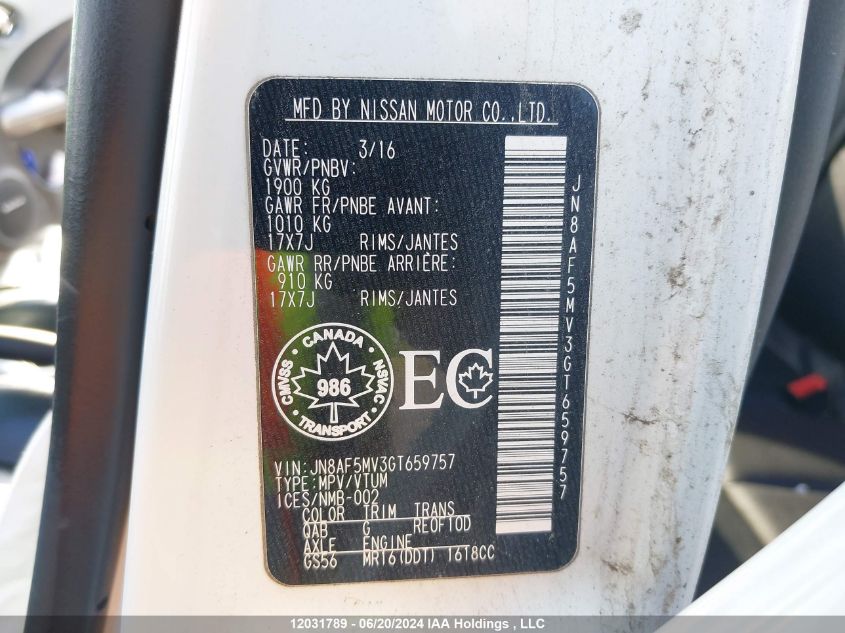 MFD BY NISSAN MOTOR CO.,LTD.
DATE: 3/16
GVWR/PNBV:
1900 KG
GAWR FR/PNBE AVANT:
1010 KG
17X7J RIMS/JANTES
GAWR RR/PNBE ARRIÈRE:
910 KG
17X7J RIMS/JANTES
CANADA
CMVSS NSVAC
986
TRANSPORT
EC
JN8AF5MV3GT659757
VIN:JN8AF5MV3GT659757
TYPE:MPV/VTUM
ICES/NMB-002
COLOR TRIM TRANS
QAB G RE0F10D
AXLE ENGINE
GS56 MR16(DDT) 1618CC
12031789 - 06/20/2024 IAA Holdings , LLC